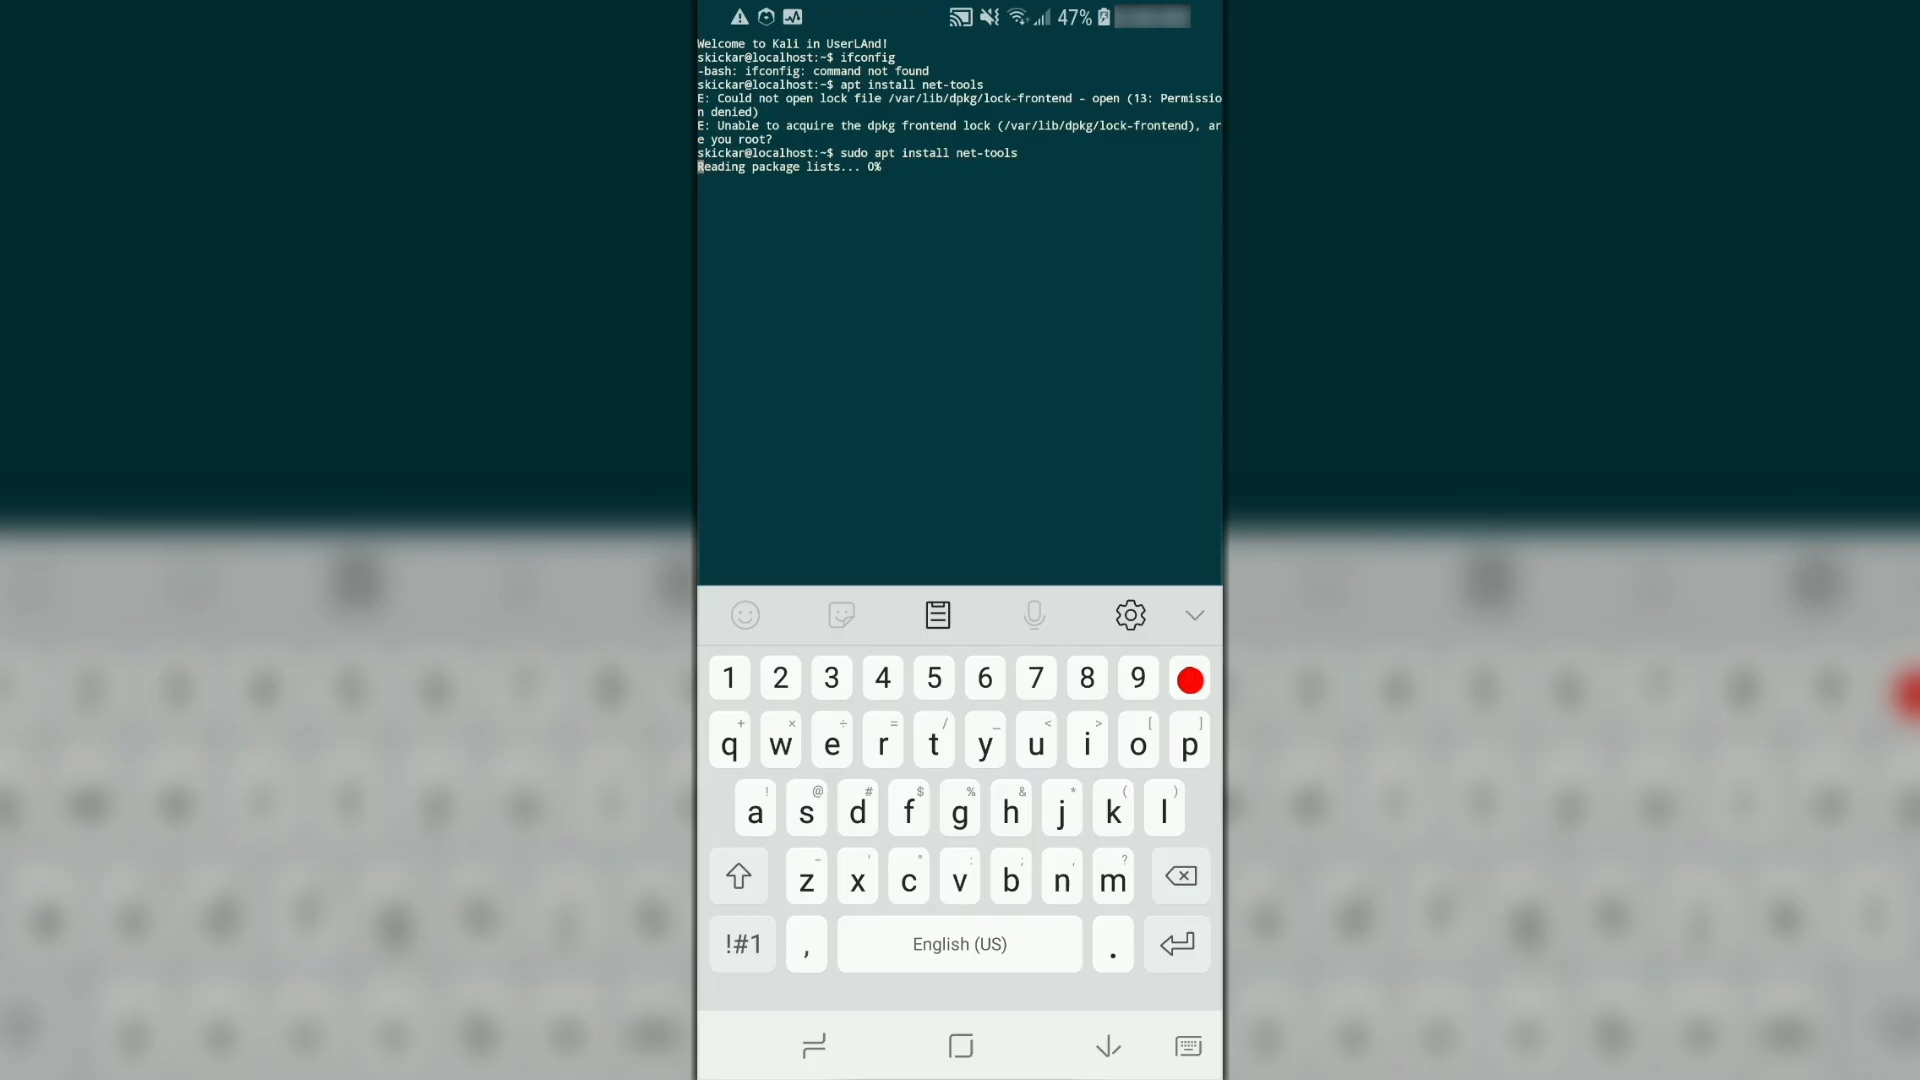 47%
Welcome to Kali in UserLAnd!
skickar@localhost:~$ ifconfig
-bash: ifconfig: command not found
skickar@localhost:~$ apt install net-tools
E: Could not open lock file /var/lib/dpkg/lock-frontend - open (13: Permissio
n denied)
E: Unable to acquire the dpkg frontend lock (/var/lib/dpkg/lock-frontend), ar
e you root?
skickar@localhost:~$ sudo apt install net-tools
Reading package lists... 0%
1 2 3 4 5 6 7 8 9
+ × ÷ = / _ < > [ ]
q w e r t y u i o p
! @ # $ % & * ( )
a s d f g h j k l
- ' " : ; , ?
z x c v b n m
!#1 , English (US) .